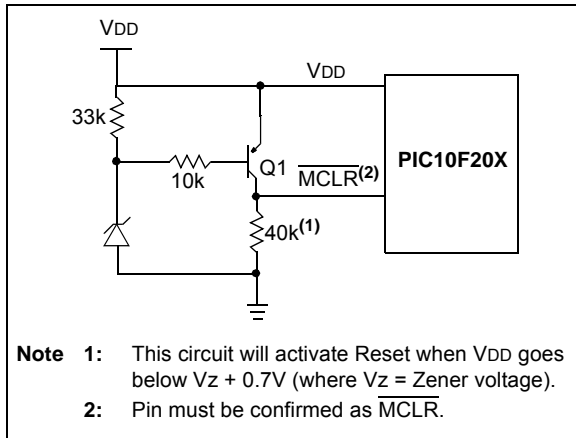 VDD
VDD
33k
PIC10F20X
Q1
MCLR(2)
10k
40k(1)
Note 1: This circuit will activate Reset when VDD goes
below Vz + 0.7V (where Vz = Zener voltage).
2: Pin must be confirmed as MCLR.